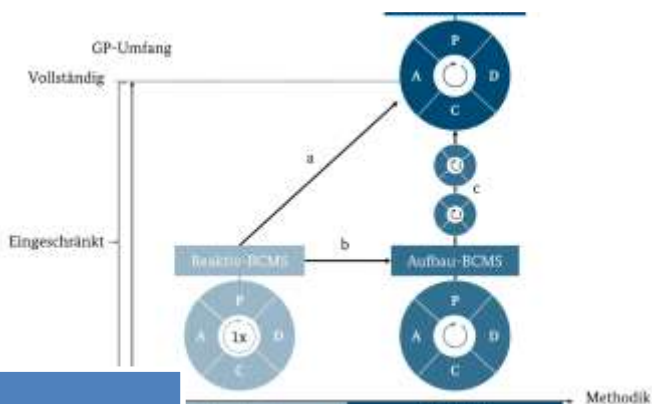 GP-Umfang
P
Vollständig
A
D
C
a
c
Eingeschränkt
b
Reaktiv-BCMS
Aufbau-BCMS
P
P
A
1x
D
A
D
C
C
Methodik